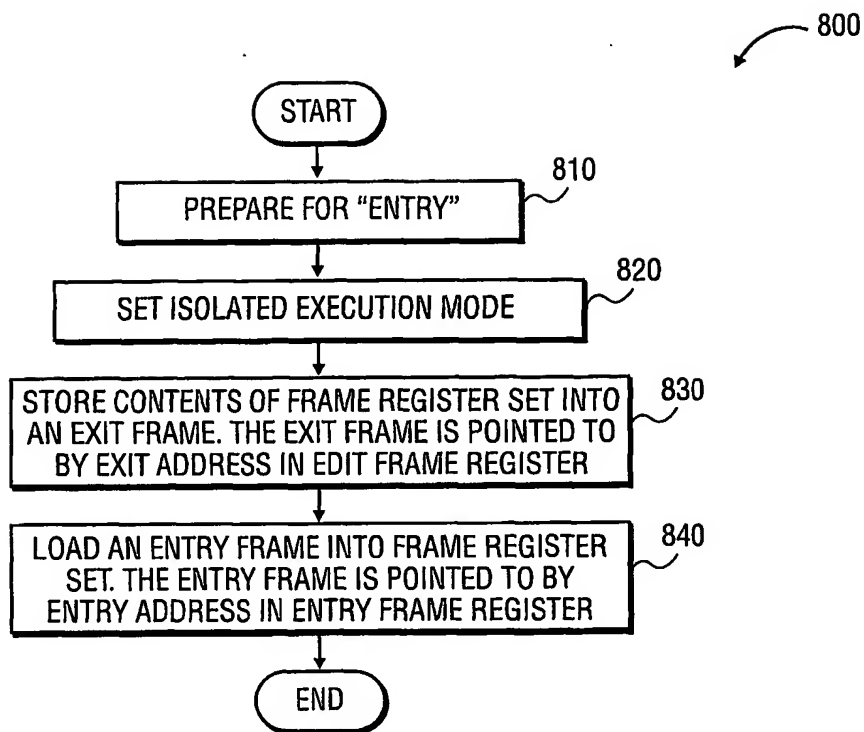 800
START
810
PREPARE FOR “ENTRY”
820
SET ISOLATED EXECUTION MODE
830
STORE CONTENTS OF FRAME REGISTER SET INTO
AN EXIT FRAME. THE EXIT FRAME IS POINTED TO
BY EXIT ADDRESS IN EDIT FRAME REGISTER
840
LOAD AN ENTRY FRAME INTO FRAME REGISTER
SET. THE ENTRY FRAME IS POINTED TO BY
ENTRY ADDRESS IN ENTRY FRAME REGISTER
END